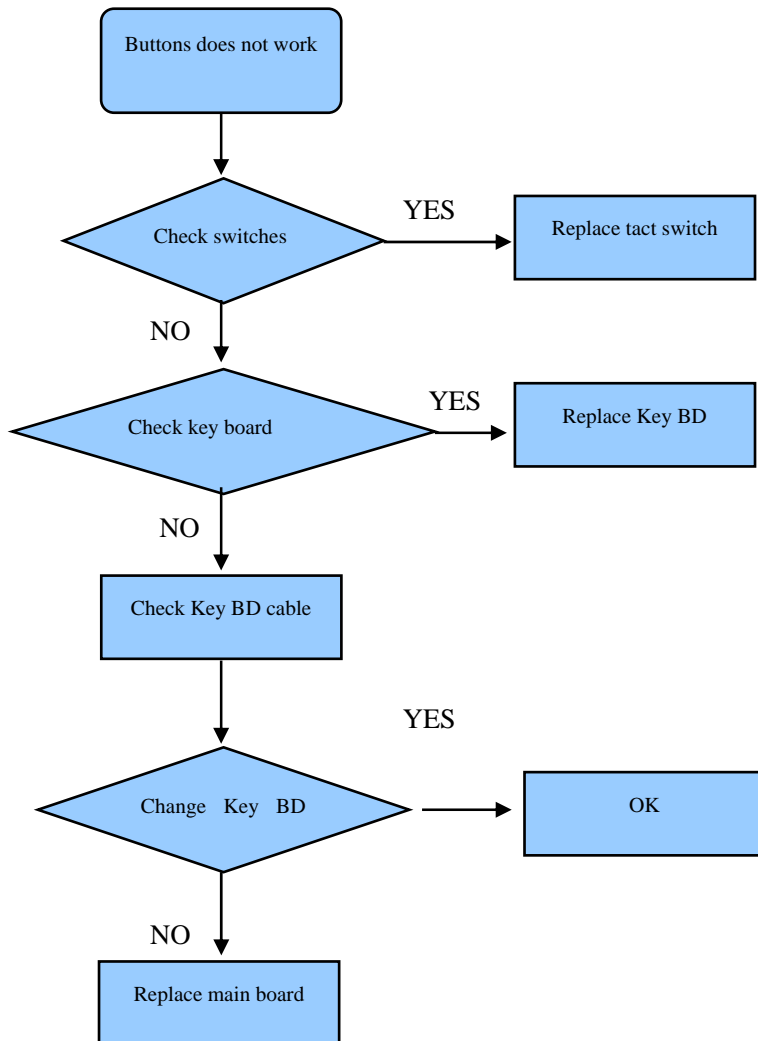 Buttons does not work
YES
Check switches
Replace tact switch
NO
YES
Check key board
Replace Key BD
NO
Check Key BD cable
YES
Change Key BD
OK
NO
Replace main board